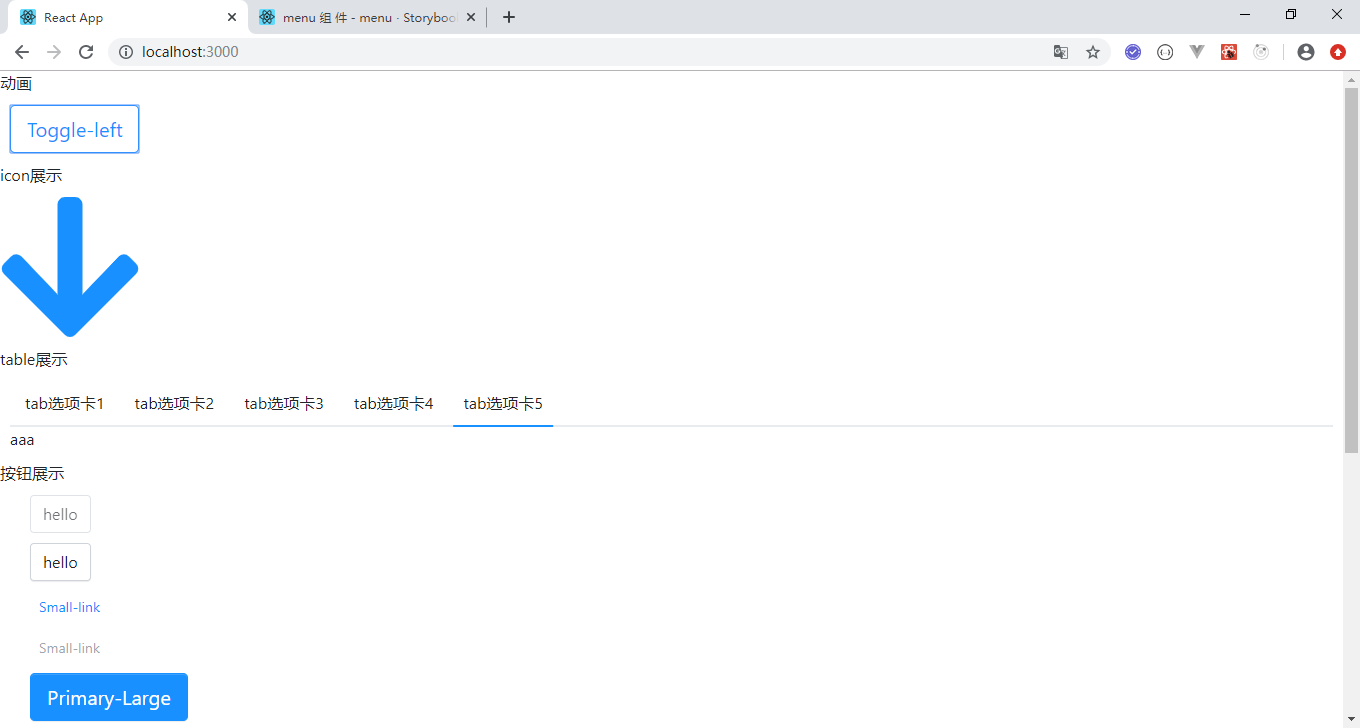 React App
menu 组 件 - menu · Storyboo
localhost:3000
动画
Toggle-left
icon展示
table展示
tab选项卡1 tab选项卡2 tab选项卡3 tab选项卡4 tab选项卡5
aaa
按钮展示
hello
hello
Small-link
Small-link
Primary-Large